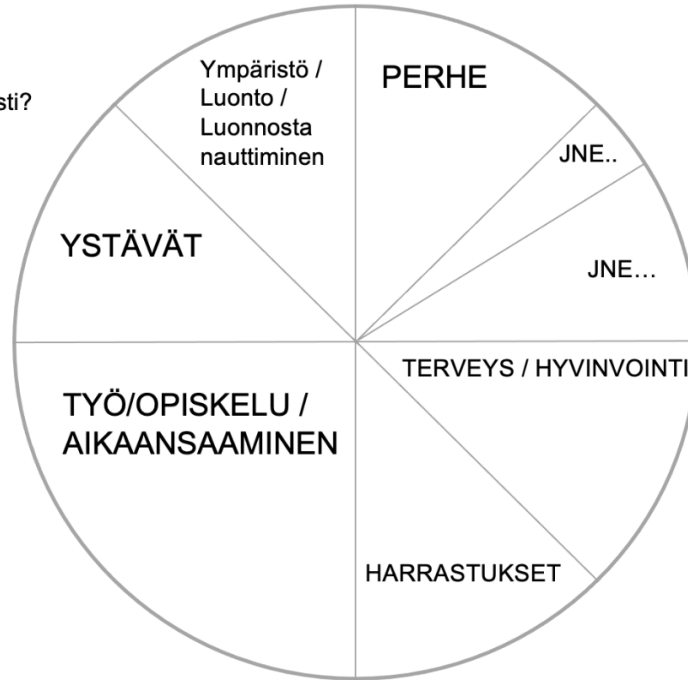 sti?
Ympäristö /
Luonto /
Luonnosta
nauttiminen
PERHE
JNE..
YSTÄVÄT
JNE…
TERVEYS / HYVINVOINTI
TYÖ/OPISKELU /
AIKAANSAAMINEN
HARRASTUKSET